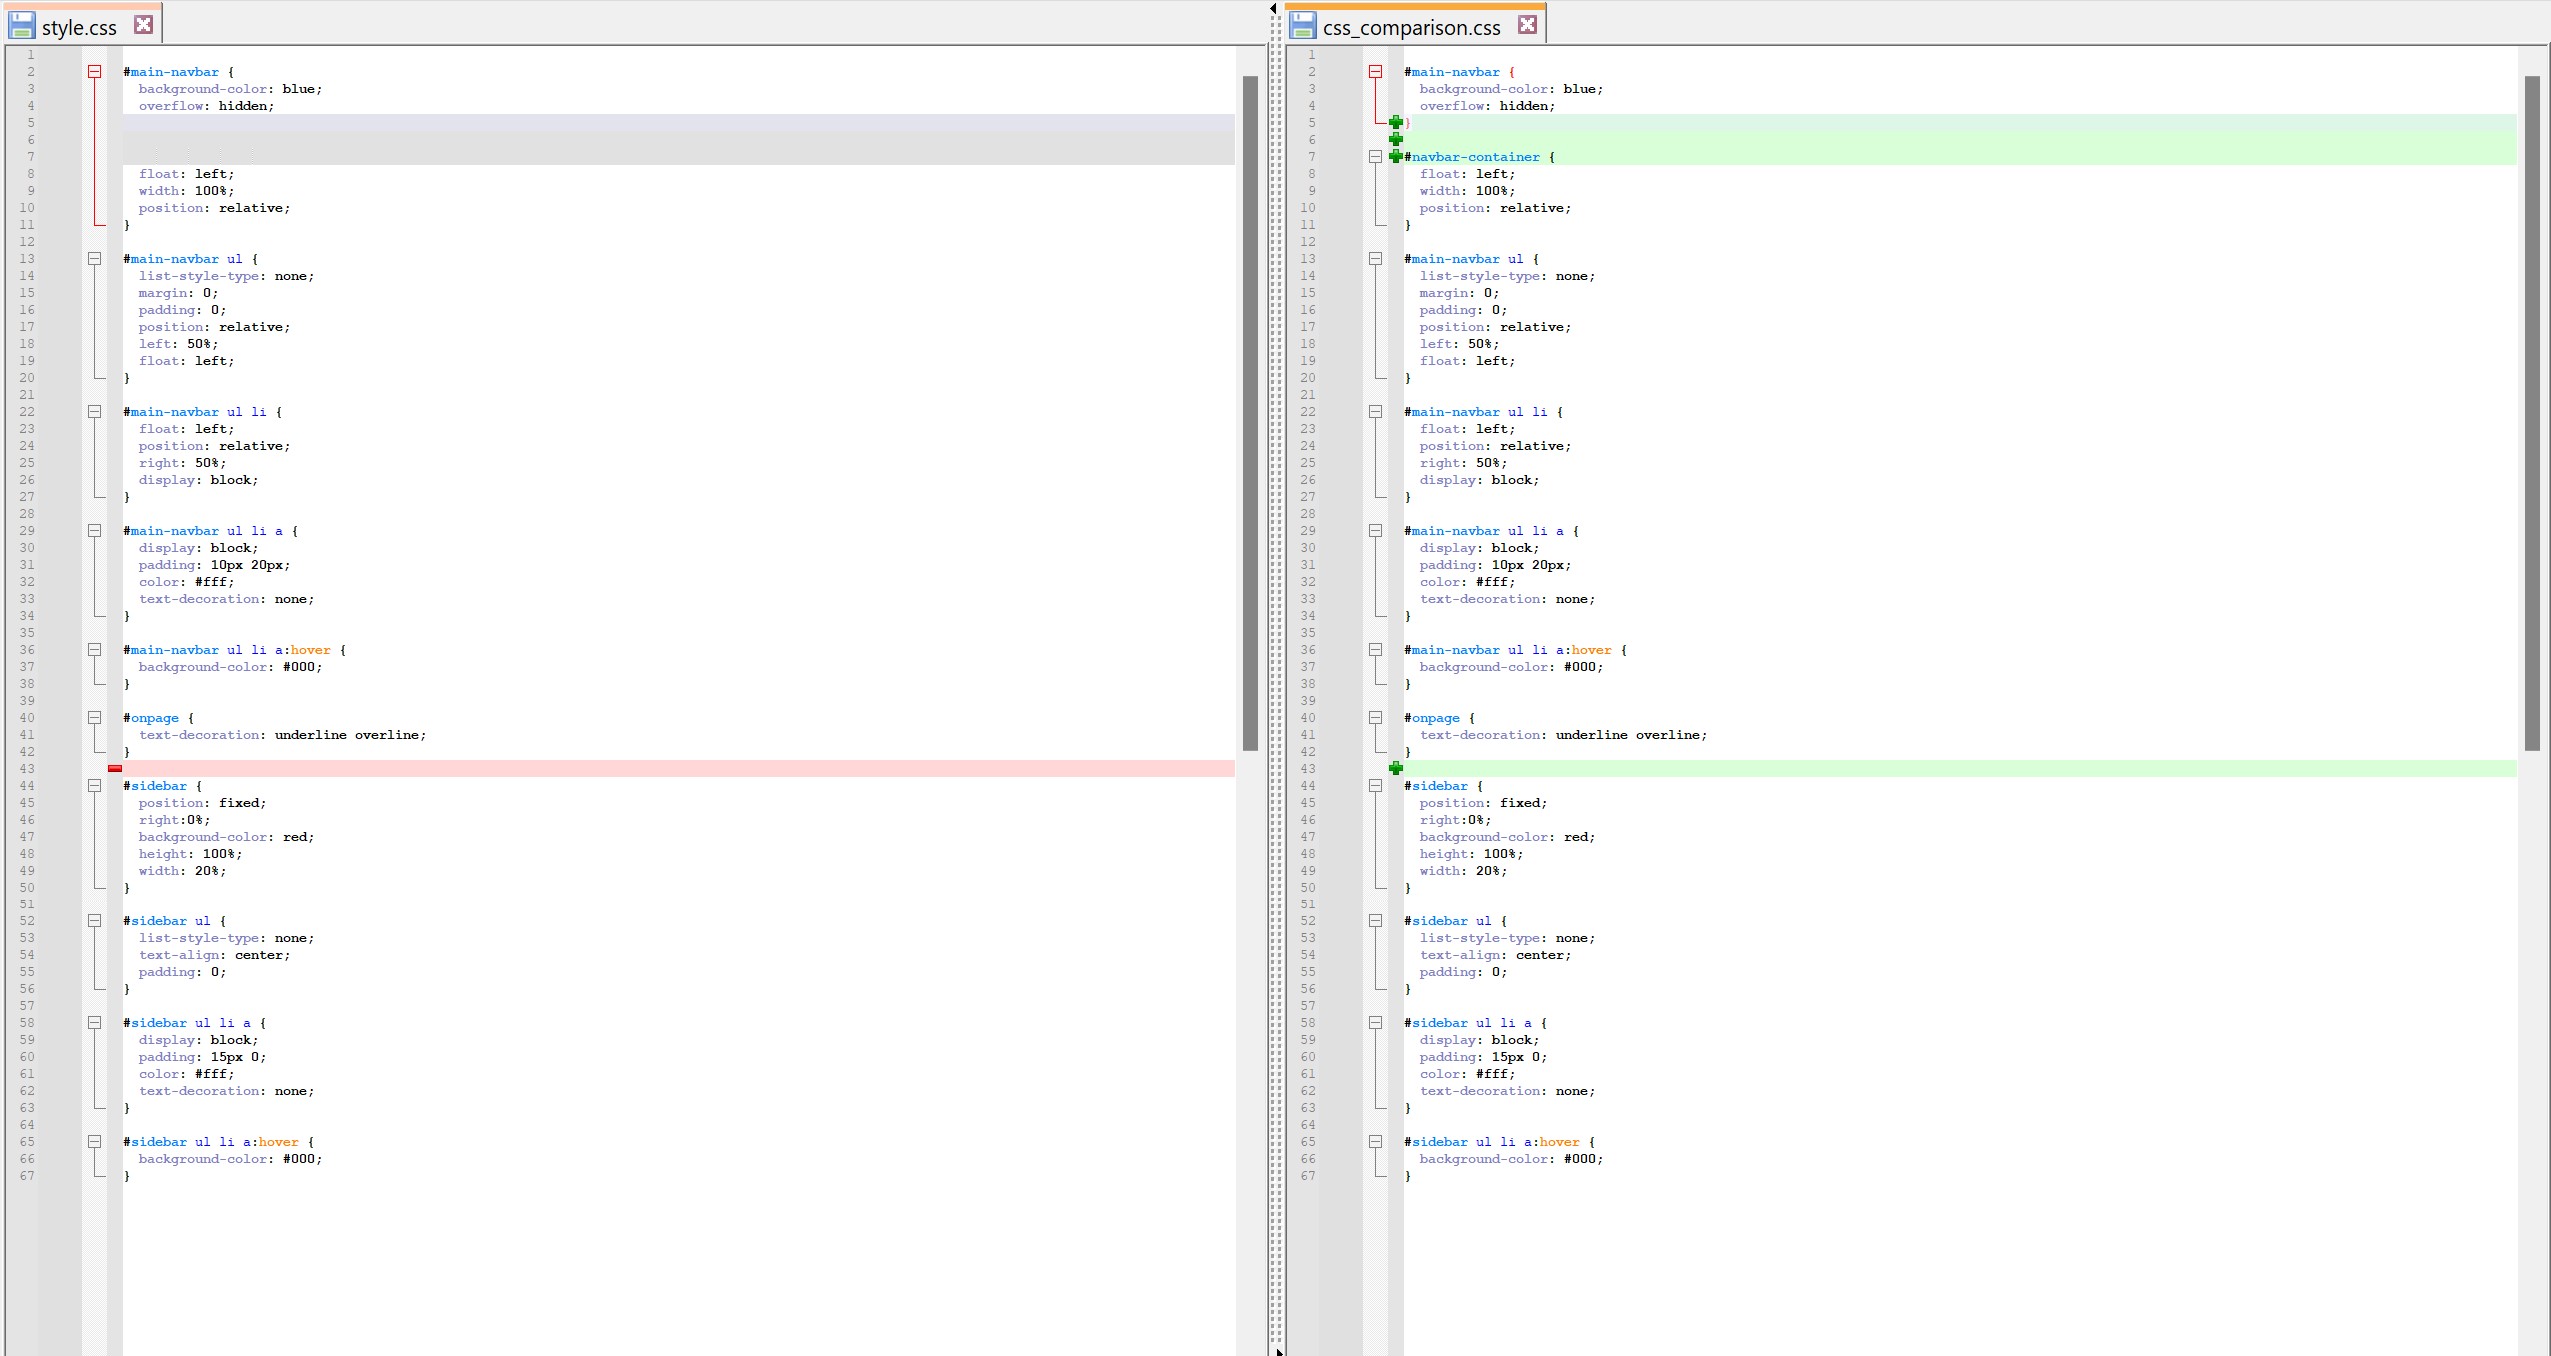 style.css
1
2 #main-navbar {
3 background-color: blue;
4 overflow: hidden;
5
6
7
8 float: left;
9 width: 100%;
10 position: relative;
11 }
12
13 #main-navbar ul {
14 list-style-type: none;
15 margin: 0;
16 padding: 0;
17 position: relative;
18 left: 50%;
19 float: left;
20 }
21
22 #main-navbar ul li {
23 float: left;
24 position: relative;
25 right: 50%;
26 display: block;
27 }
28
29 #main-navbar ul li a {
30 display: block;
31 padding: 10px 20px;
32 color: #fff;
33 text-decoration: none;
34 }
35
36 #main-navbar ul li a:hover {
37 background-color: #000;
38 }
39
40 #onpage {
41 text-decoration: underline overline;
42 }
43
44 #sidebar {
45 position: fixed;
46 right:0%;
47 background-color: red;
48 height: 100%;
49 width: 20%;
50 }
51
52 #sidebar ul {
53 list-style-type: none;
54 text-align: center;
55 padding: 0;
56 }
57
58 #sidebar ul li a {
59 display: block;
60 padding: 15px 0;
61 color: #fff;
62 text-decoration: none;
63 }
64
65 #sidebar ul li a:hover {
66 background-color: #000;
67 }
css_comparison.css
1
2 #main-navbar {
3 background-color: blue;
4 overflow: hidden;
5 }
6
7 #navbar-container {
8 float: left;
9 width: 100%;
10 position: relative;
11 }
12
13 #main-navbar ul {
14 list-style-type: none;
15 margin: 0;
16 padding: 0;
17 position: relative;
18 left: 50%;
19 float: left;
20 }
21
22 #main-navbar ul li {
23 float: left;
24 position: relative;
25 right: 50%;
26 display: block;
27 }
28
29 #main-navbar ul li a {
30 display: block;
31 padding: 10px 20px;
32 color: #fff;
33 text-decoration: none;
34 }
35
36 #main-navbar ul li a:hover {
37 background-color: #000;
38 }
39
40 #onpage {
41 text-decoration: underline overline;
42 }
43
44 #sidebar {
45 position: fixed;
46 right:0%;
47 background-color: red;
48 height: 100%;
49 width: 20%;
50 }
51
52 #sidebar ul {
53 list-style-type: none;
54 text-align: center;
55 padding: 0;
56 }
57
58 #sidebar ul li a {
59 display: block;
60 padding: 15px 0;
61 color: #fff;
62 text-decoration: none;
63 }
64
65 #sidebar ul li a:hover {
66 background-color: #000;
67 }